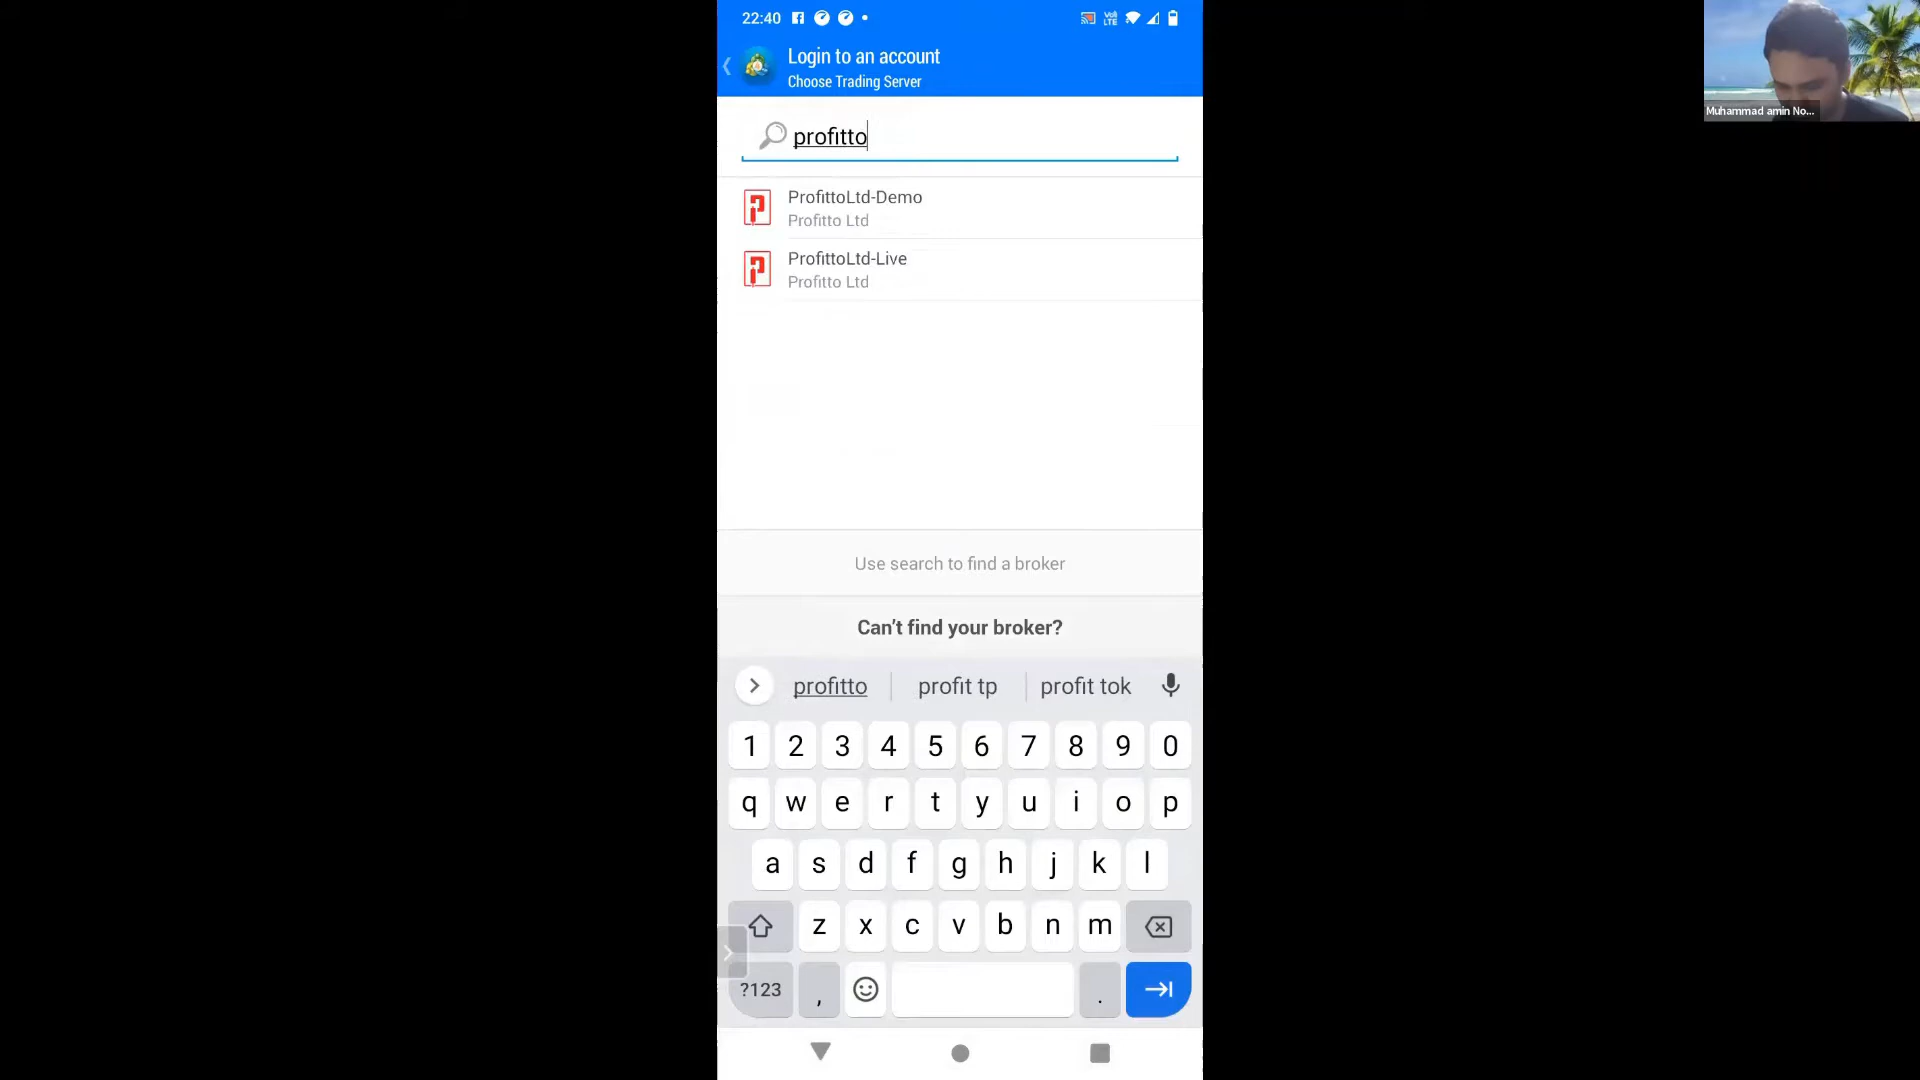 22:40
Vo) LTE
Login to an account
Choose Trading Server
Muhammad amin No...
profitto
ProfittoLtd-Demo
Profitto Ltd
ProfittoLtd-Live
Profitto Ltd
Use search to find a broker
Can't find your broker?
profitto profit tp profit tok
1 2 3 4 5 6 7 8 9 0
q w e r t y u i o p
a s d f g h j k l
z x c v b n m
?123 , .